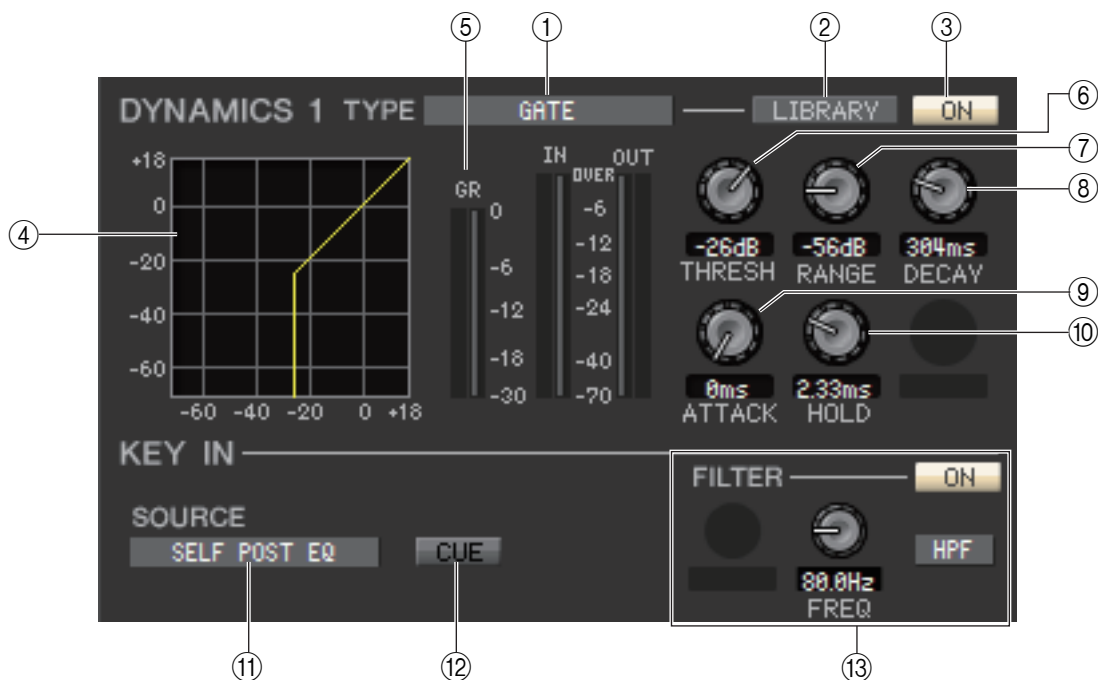 ⑤ ① ② ③
DYNAMICS 1 TYPE GATE LIBRARY ON
⑥
⑦
⑧
④
+18
0
-20
-40
-60
-60 -40 -20 0 +18
GR
0
-6
-12
-18
-30
IN OUT
OVER
-6
-12
-18
-24
-40
-70
-26dB -56dB 304ms
THRESH RANGE DECAY
⑨
⑩
0ms 2.33ms
ATTACK HOLD
KEY IN
SOURCE
SELF POST EQ CUE
FILTER ON
HPF
80.0Hz
FREQ
⑪ ⑫ ⑬